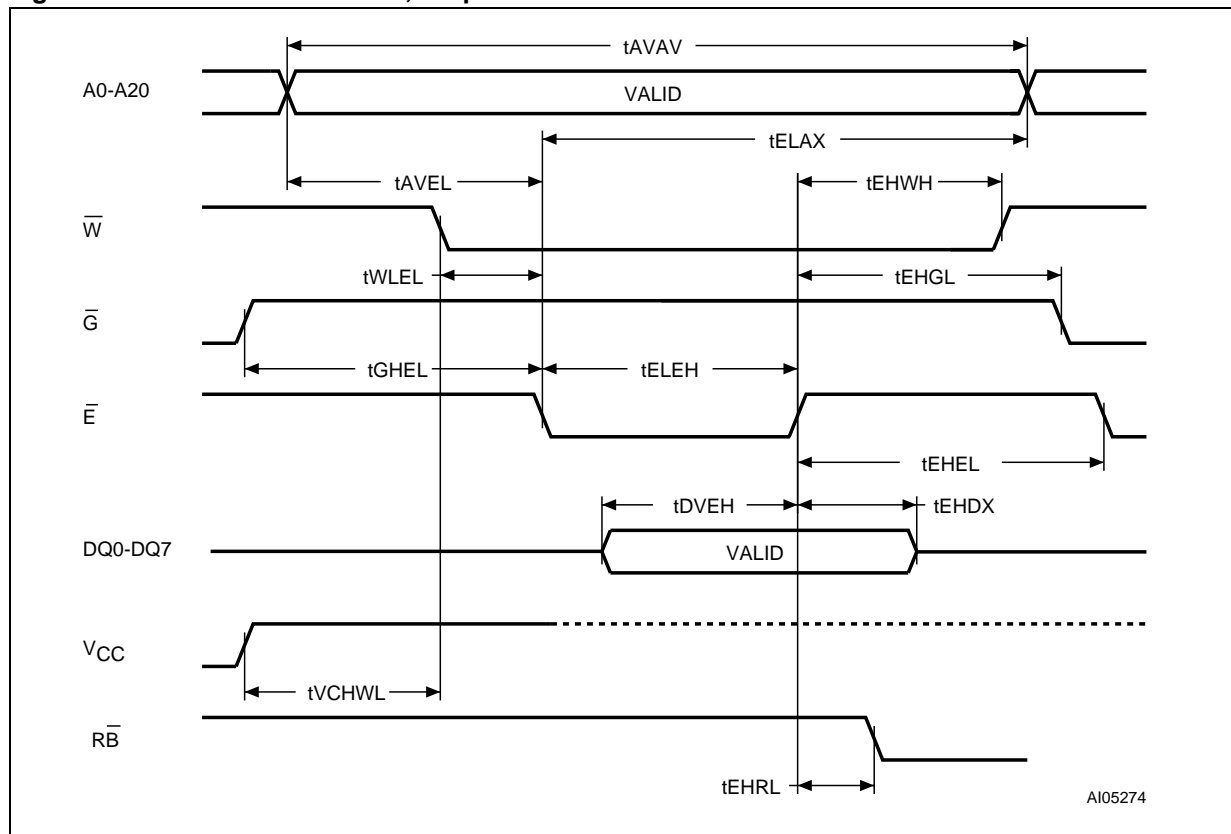 tAVAV
A0-A20
VALID
tELAX
tAVEL
tEHWH
W̅
tWLEL
tEHGL
G̅
tGHEL
tELEH
E̅
tEHEL
tDVEH
tEHDX
DQ0-DQ7
VALID
VCC
tVCHWL
RB̅
tEHRL
AI05274